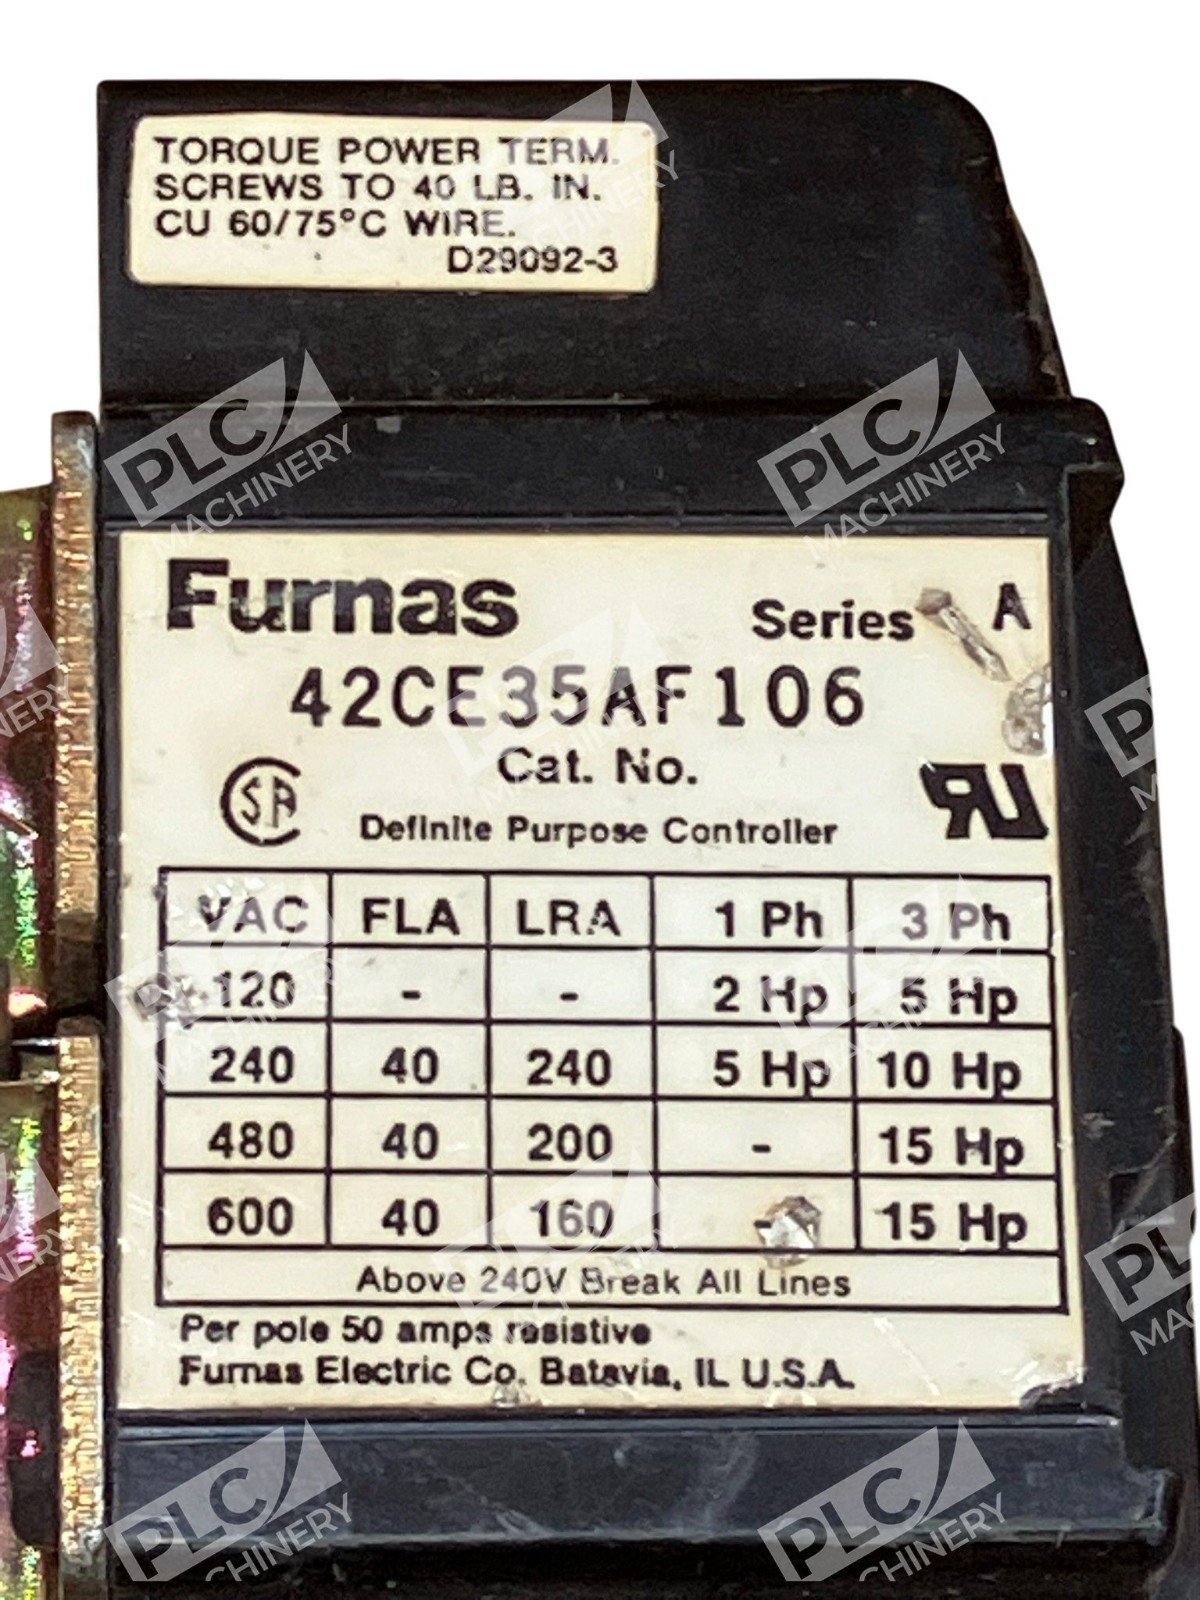 TORQUE POWER TERM.
SCREWS TO 40 LB. IN.
CU 60/75°C WIRE.
D29092-3
Furnas
Series A
42CE35AF106
Cat. No.
Definite Purpose Controller
VAC FLA LRA 1 Ph 3 Ph
120 - - 2 Hp 5 Hp
240 40 240 5 Hp 10 Hp
480 40 200 - 15 Hp
600 40 160 - 15 Hp
Above 240V Break All Lines
Per pole 50 amps resistive
Furnas Electric Co. Batavia, IL U.S.A.
PLC MACHINERY